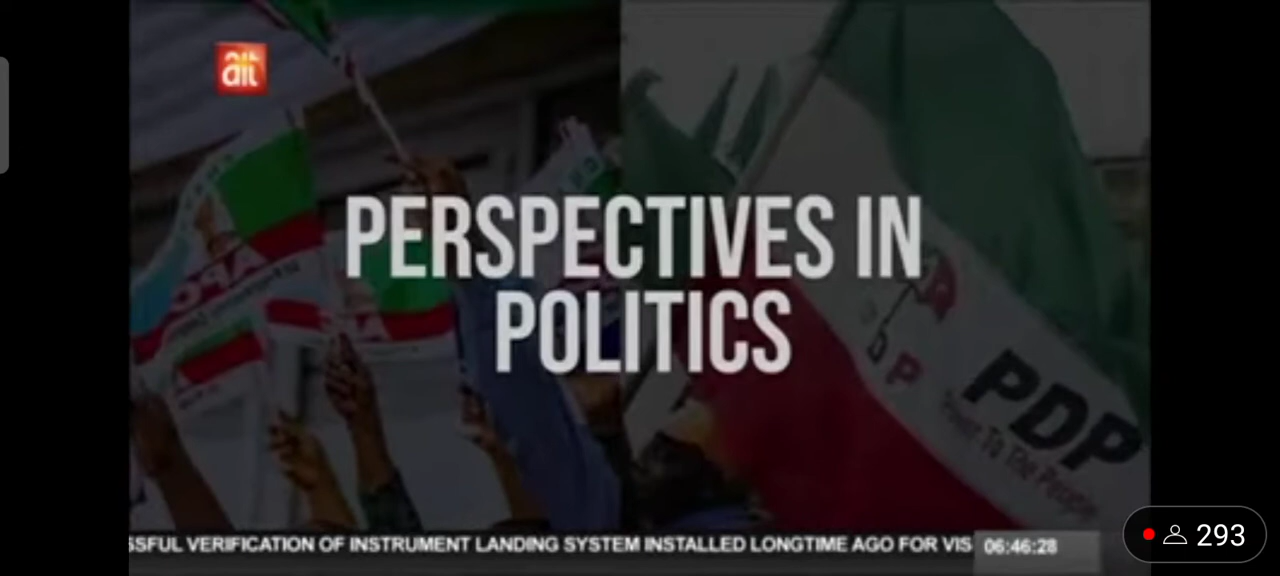 ait
PERSPECTIVES IN
POLITICS
PDP
Power To The People
SSFUL VERIFICATION OF INSTRUMENT LANDING SYSTEM INSTALLED LONGTIME AGO FOR VIS
06:46:28
293